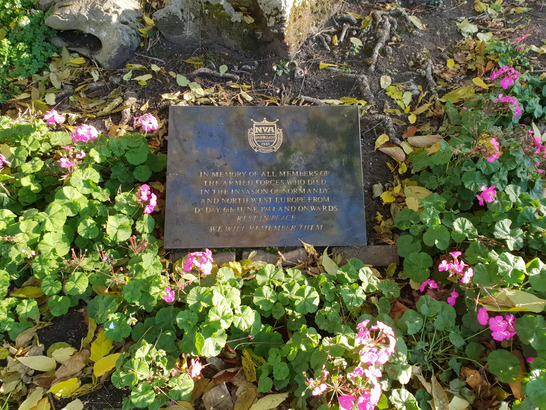 NVA
IN MEMORY OF ALL MEMBERS OF
THE ARMED FORCES WHO DIED
IN THE INVASION OF NORMANDY
AND NORTH WEST EUROPE FROM
D-DAY 6th JUNE 1944 AND ONWARDS
REST IN PEACE
WE WILL REMEMBER THEM